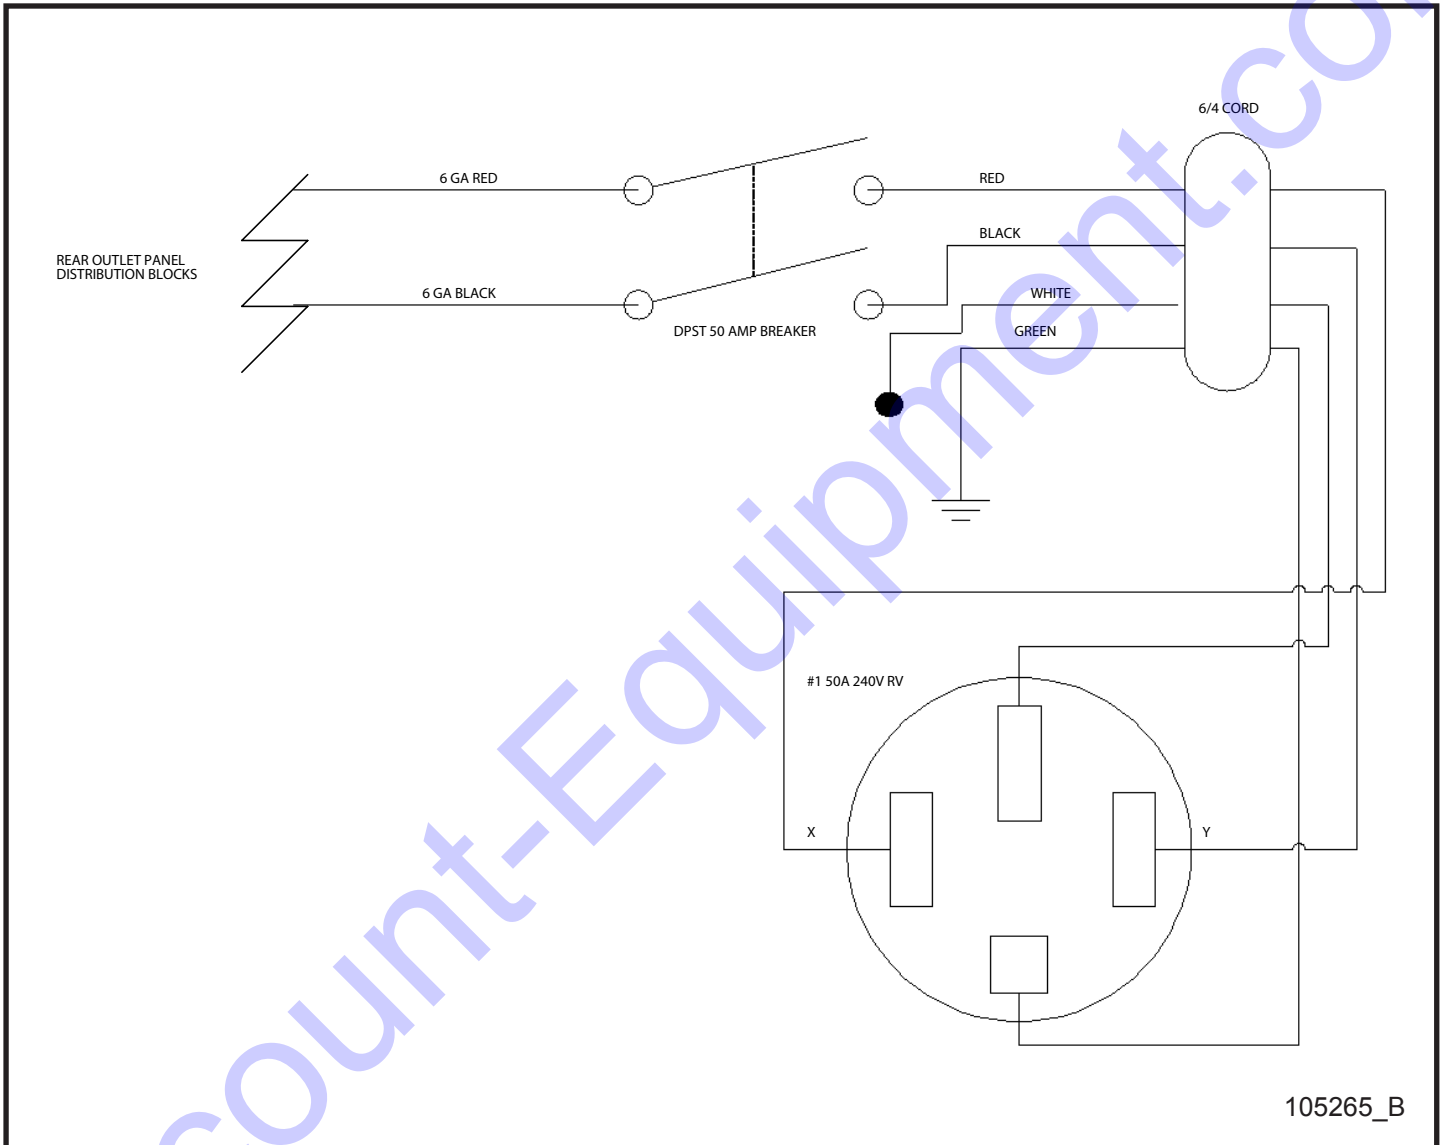 6/4 CORD
6 GA RED
RED
BLACK
REAR OUTLET PANEL
DISTRIBUTION BLOCKS
6 GA BLACK
WHITE
DPST 50 AMP BREAKER
GREEN
#1 50A 240V RV
X
Y
105265_B
count-Equipment.co